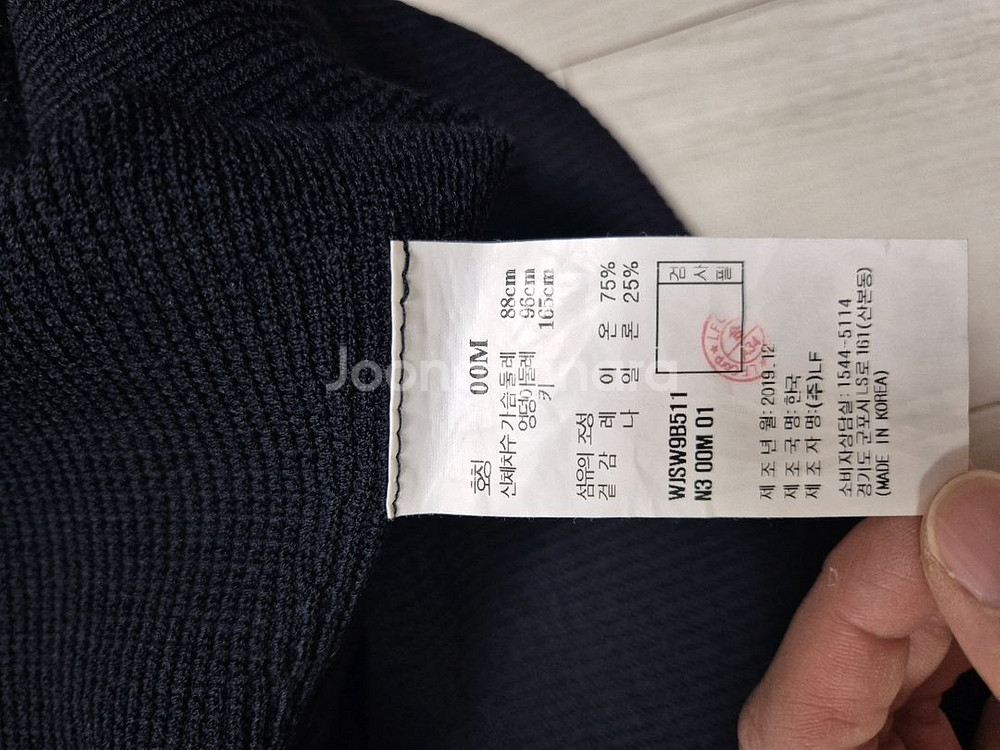 호칭 00M
신체치수 가슴둘레 88cm
엉덩이둘레 96cm
키 165cm
섬유의 조성
겉감 레이온 75%
나일론 25%
검사필
WJSW9B511
N3 00M 01
제조년월: 2019.12
제조국명: 한국
제조자명: (주)LF
소비자상담실: 1544-5114
경기도 군포시 LS로 161(산본동)
(MADE IN KOREA)